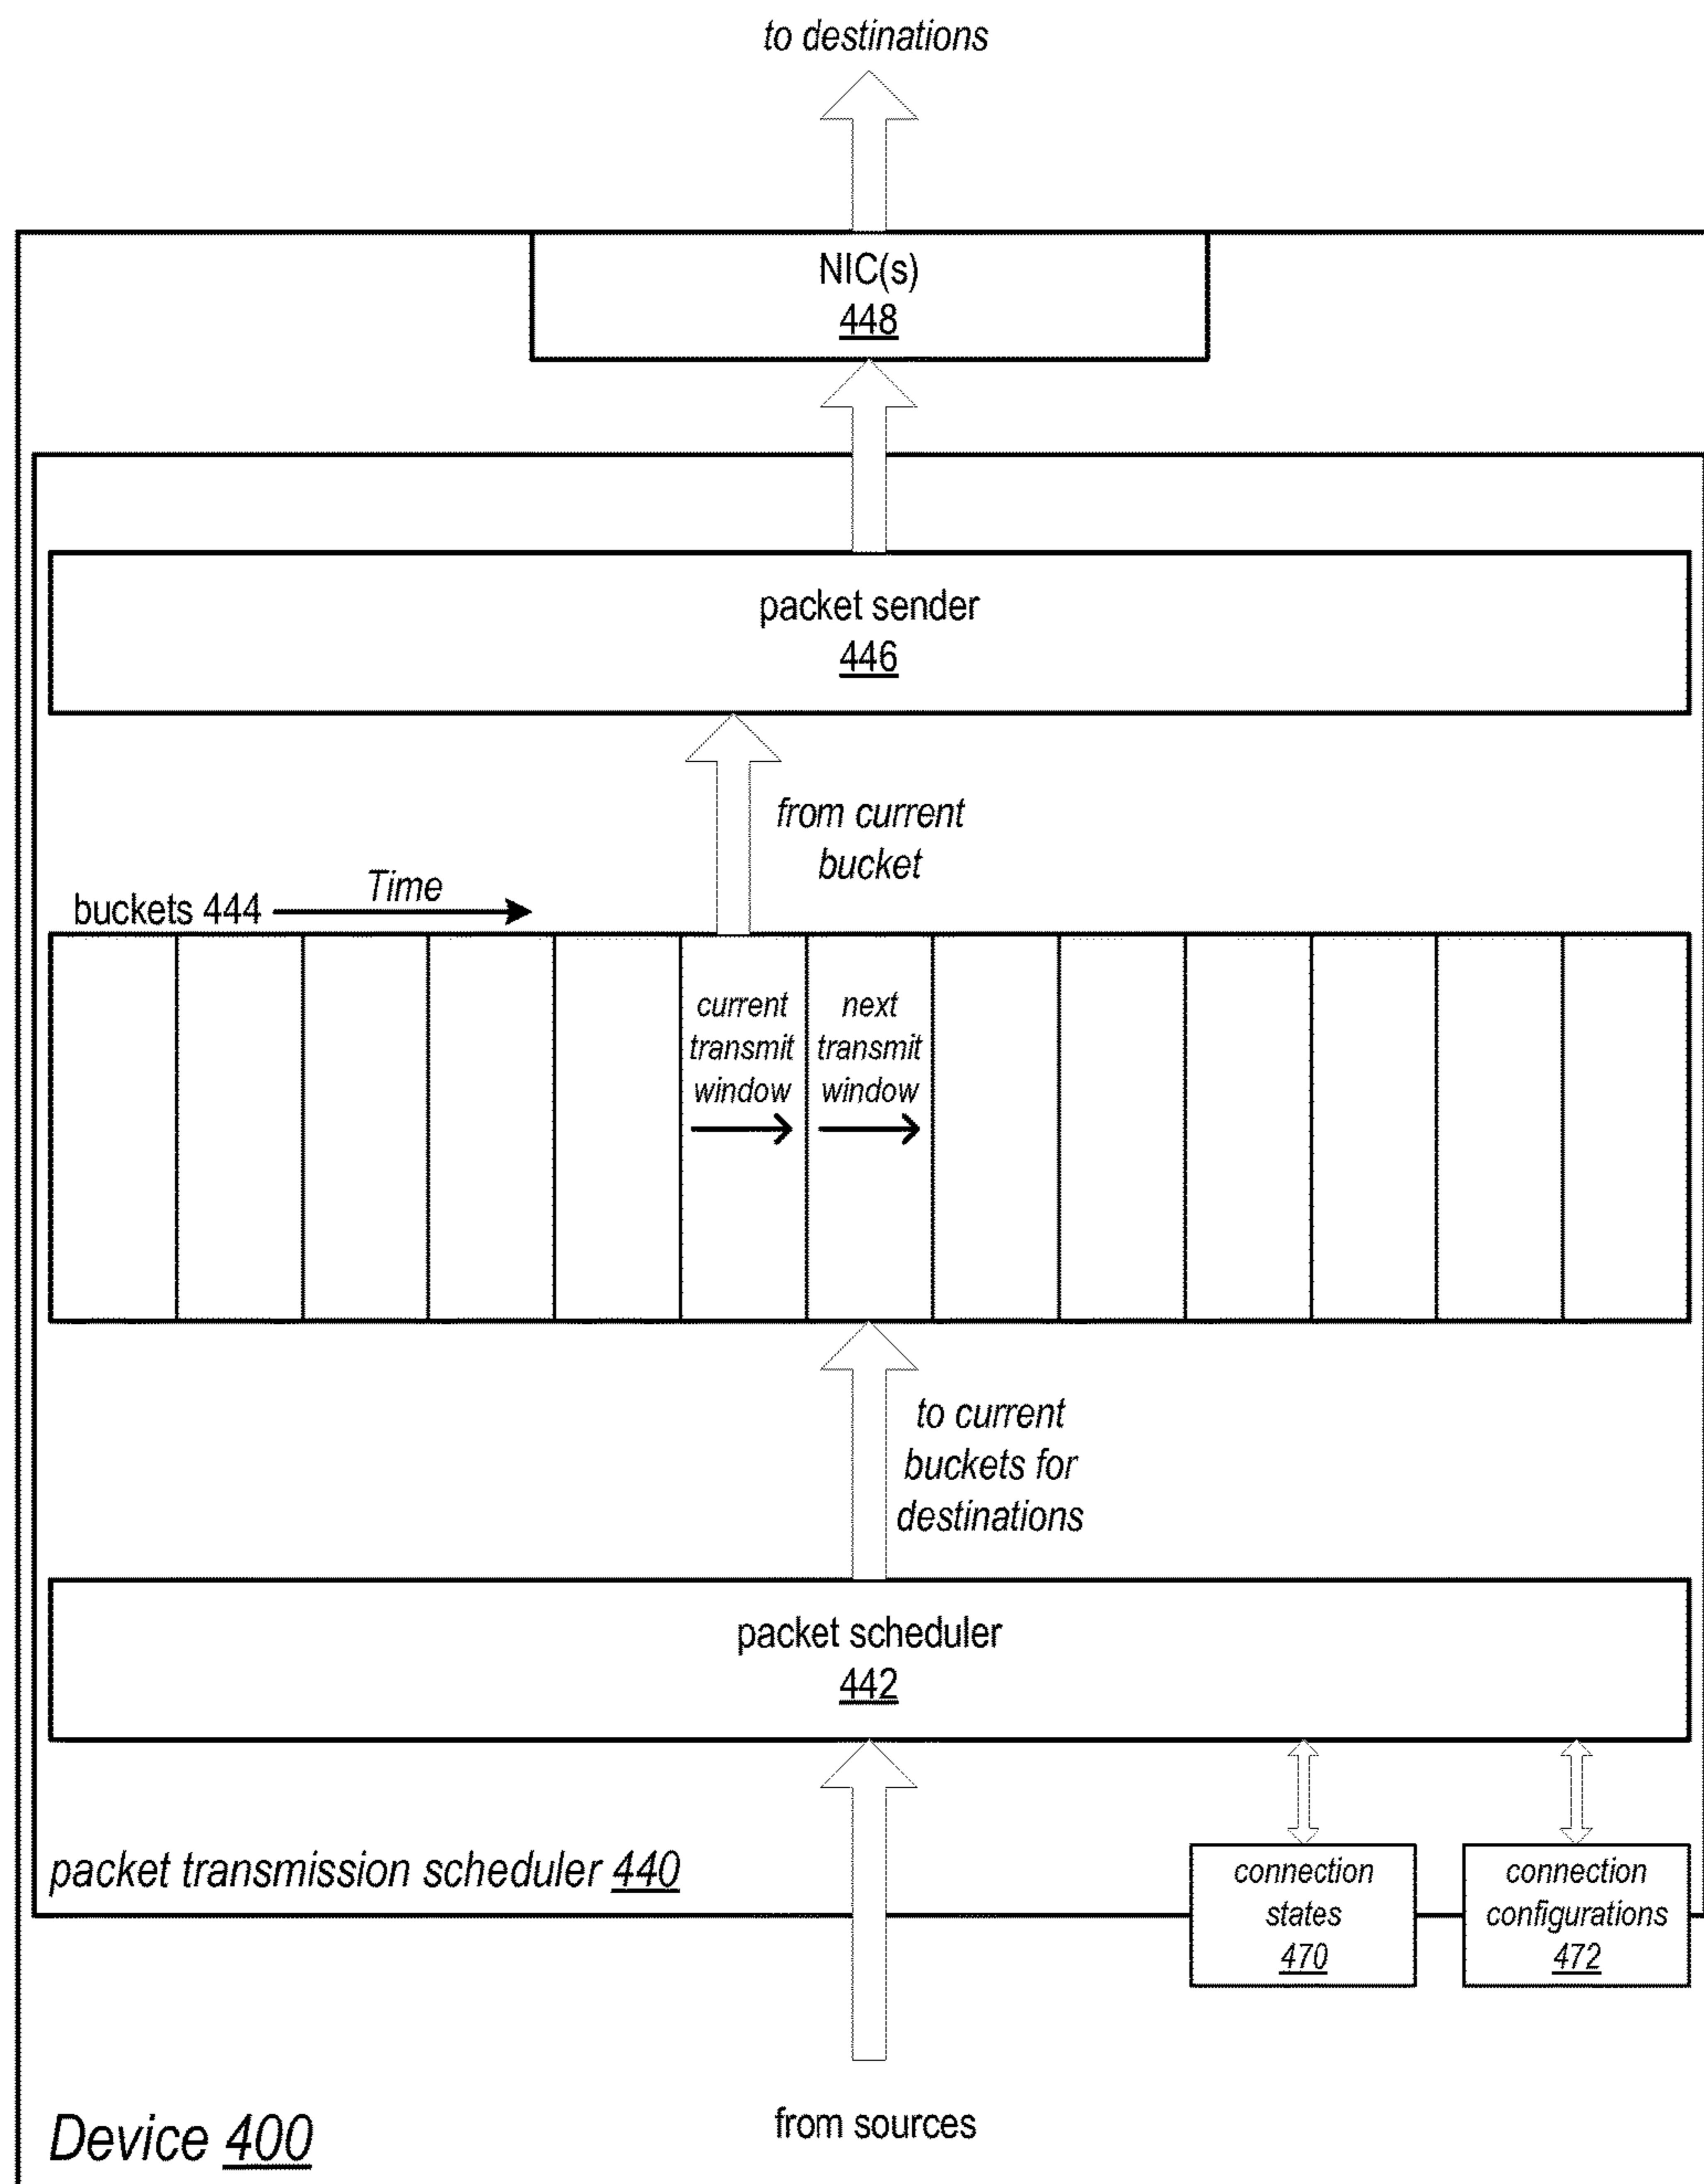 to destinations
NIC(s)
448
packet sender
446
from current
bucket
buckets 444
Time
current
transmit
window
next
transmit
window
to current
buckets for
destinations
packet scheduler
442
packet transmission scheduler 440
connection
states
470
connection
configurations
472
from sources
Device 400